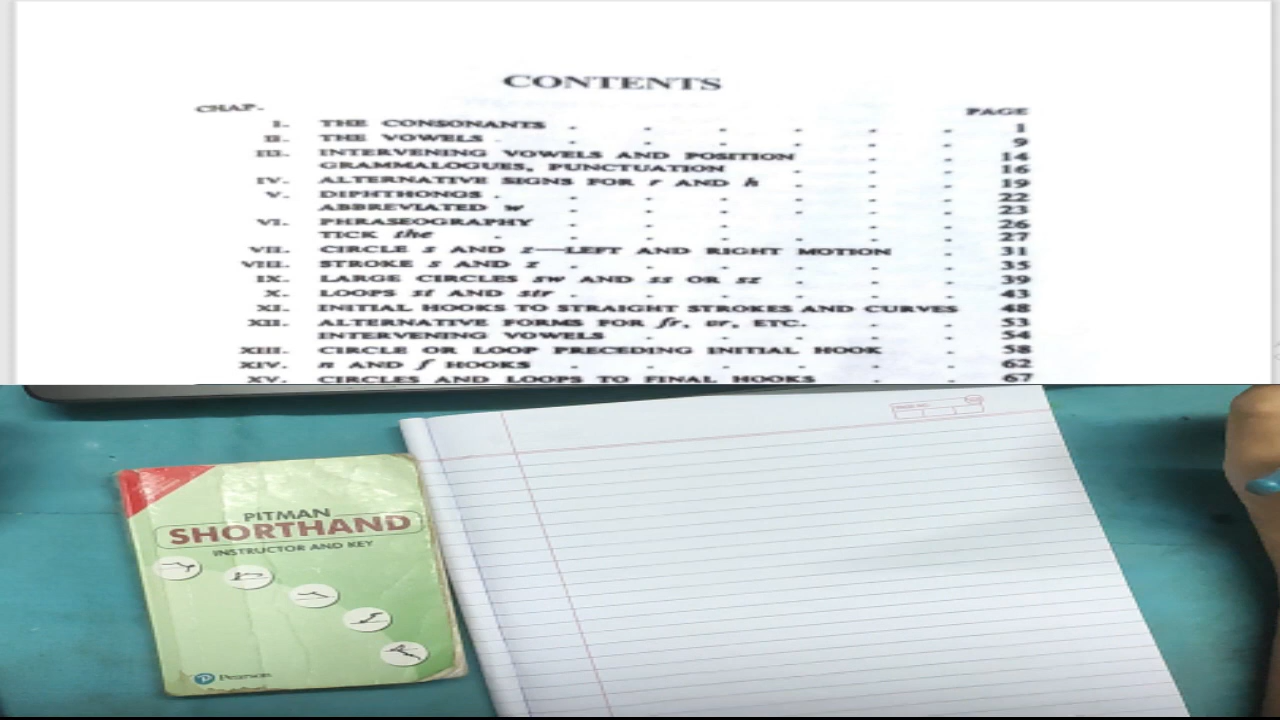 CONTENTS
CHAP. PAGE
I. THE CONSONANTS . . . . . . 1
II. THE VOWELS . . . . . . . 9
III. INTERVENING VOWELS AND POSITION . . 14
GRAMMALOGUES, PUNCTUATION . . . 16
IV. ALTERNATIVE SIGNS FOR r AND h . . . 19
V. DIPHTHONGS . . . . . . . 22
ABBREVIATED w . . . . . . 23
VI. PHRASEOGRAPHY . . . . . . 26
TICK the . . . . . . . 27
VII. CIRCLE s AND z—LEFT AND RIGHT MOTION . 31
VIII. STROKE s AND z . . . . . . 35
IX. LARGE CIRCLES sw AND ss OR sz . . . 39
X. LOOPS st AND str . . . . . . 43
XI. INITIAL HOOKS TO STRAIGHT STROKES AND CURVES 48
XII. ALTERNATIVE FORMS FOR fr, vr, ETC. . . 53
INTERVENING VOWELS . . . . . 54
XIII. CIRCLE OR LOOP PRECEDING INITIAL HOOK . 58
XIV. n AND f HOOKS . . . . . . 62
XV. CIRCLES AND LOOPS TO FINAL HOOKS . . 67
PITMAN
SHORTHAND
INSTRUCTOR AND KEY
Pearson